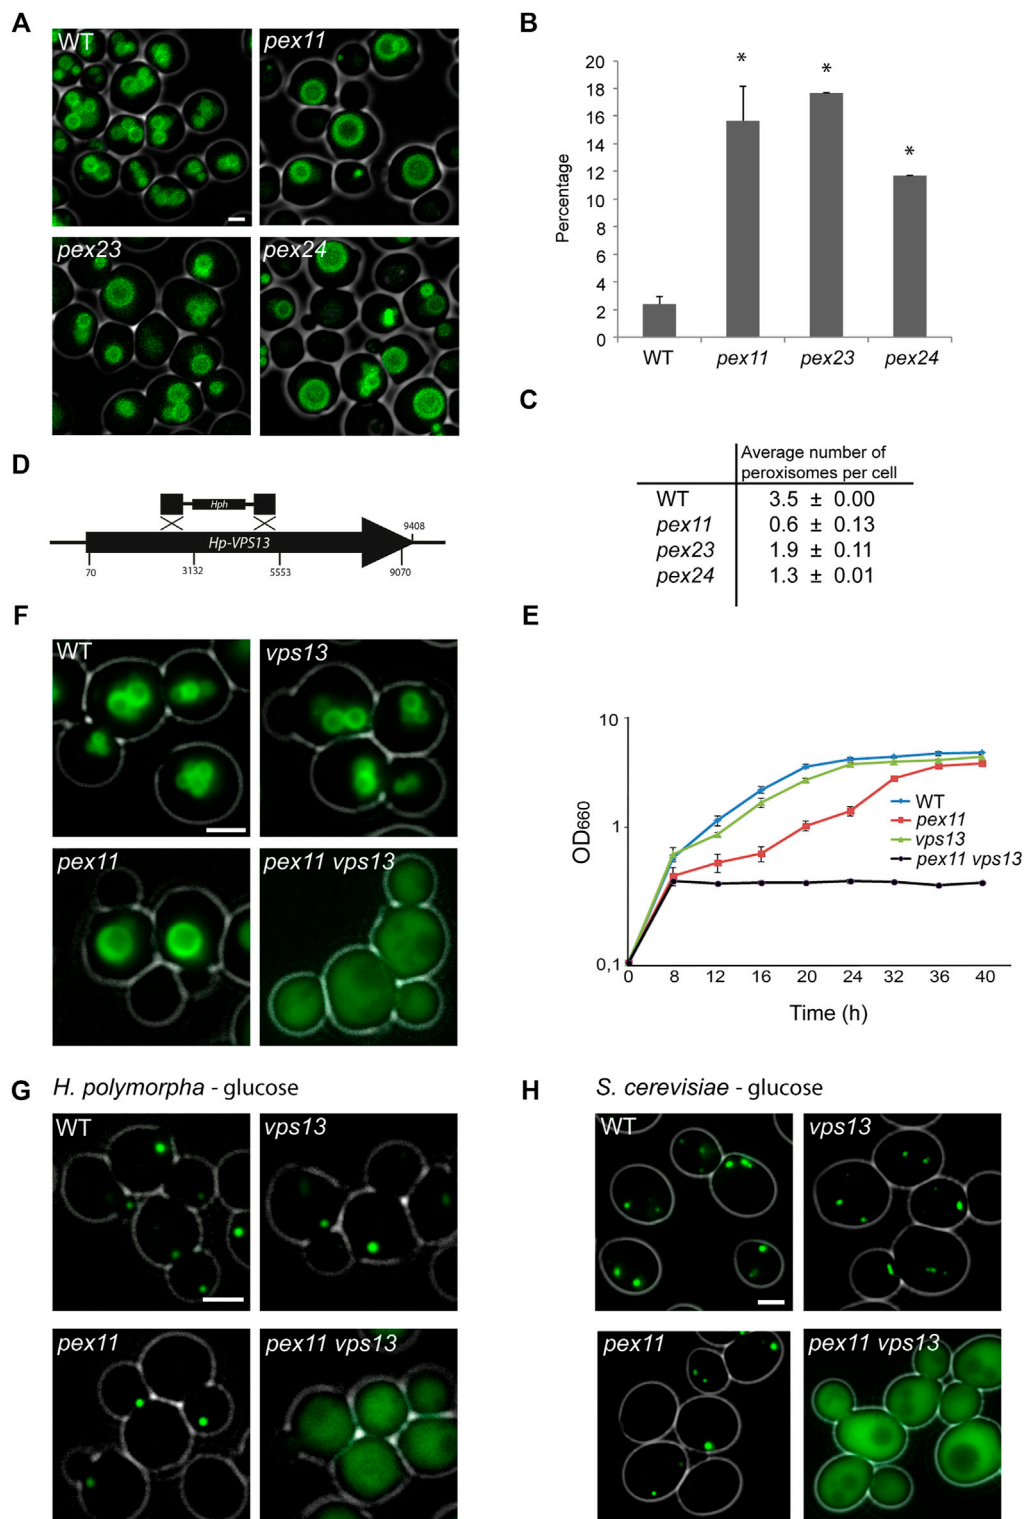 A
WT
pex11
pex23
pex24
B
20
18
16
14
12
10
8
6
4
2
0
Percentage
*
*
*
WT pex11 pex23 pex24
C
Average number of
peroxisomes per cell
WT 3.5 ± 0.00
pex11 0.6 ± 0.13
pex23 1.9 ± 0.11
pex24 1.3 ± 0.01
D
Hph
9408
Hp-VPS13
70 3132 5553 9070
F
WT
vps13
pex11
pex11 vps13
E
10
1
0,1
OD660
WT
pex11
vps13
pex11 vps13
0 8 12 16 20 24 32 36 40
Time (h)
G H. polymorpha - glucose
WT
vps13
pex11
pex11 vps13
H S. cerevisiae - glucose
WT
vps13
pex11
pex11 vps13